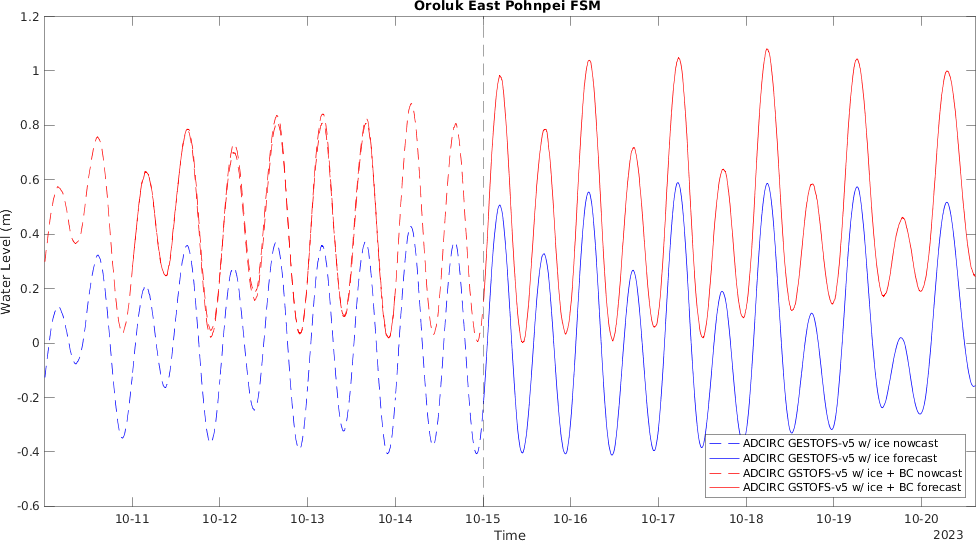 Oroluk East Pohnpei FSM
1.2
1
0.8
0.6
0.4
0.2
0
-0.2
-0.4
-0.6
Water Level (m)
ADCIRC GESTOFS-v5 w/ ice nowcast
ADCIRC GESTOFS-v5 w/ ice forecast
ADCIRC GSTOFS-v5 w/ ice + BC nowcast
ADCIRC GSTOFS-v5 w/ ice + BC forecast
10-11 10-12 10-13 10-14 10-15 10-16 10-17 10-18 10-19 10-20
Time
2023